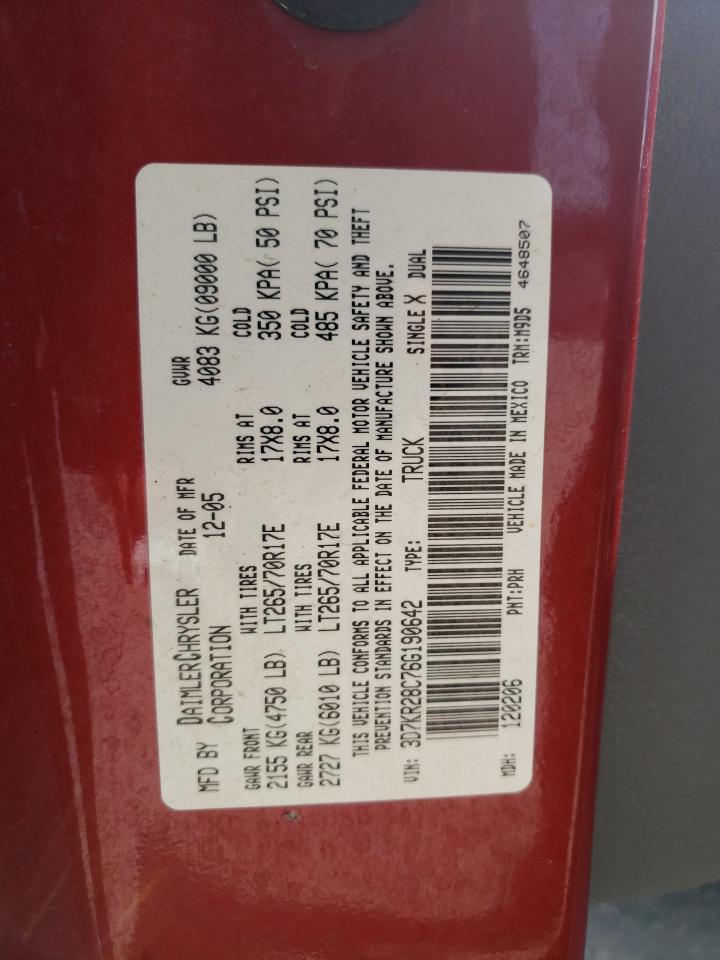 MFD BY DAIMLERCHRYSLER CORPORATION DATE OF MFR 12-05 GVWR 4083 KG(09000 LB)
GAWR FRONT WITH TIRES RIMS AT COLD
2155 KG(4750 LB) LT265/70R17E 17X8.0 350 KPA( 50 PSI)
GAWR REAR WITH TIRES RIMS AT COLD
2727 KG(6010 LB) LT265/70R17E 17X8.0 485 KPA( 70 PSI)
THIS VEHICLE CONFORMS TO ALL APPLICABLE FEDERAL MOTOR VEHICLE SAFETY AND THEFT
PREVENTION STANDARDS IN EFFECT ON THE DATE OF MANUFACTURE SHOWN ABOVE.
VIN: 3D7KR28C76G190642 TYPE: TRUCK SINGLE X DUAL
MDH: 120206 PNT:PRH VEHICLE MADE IN MEXICO TRM:M9D5 4648507